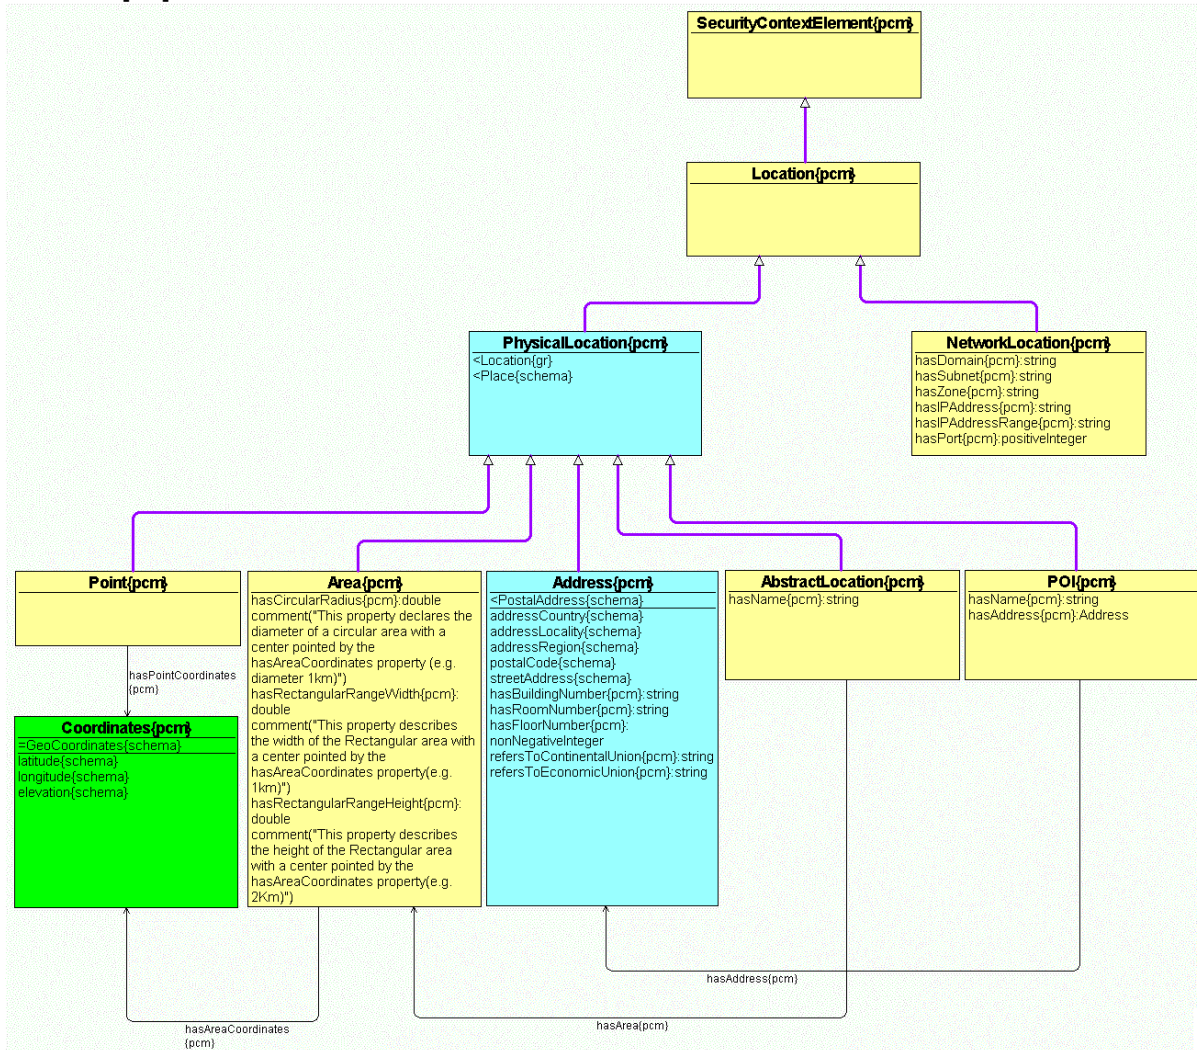 SecurityContextElement{pcm}
Location{pcm}
PhysicalLocation{pcm}
<Location{gr}
<Place{schema}
NetworkLocation{pcm}
hasDomain{pcm}:string
hasSubnet{pcm}:string
hasZone{pcm}:string
hasIPAddress{pcm}:string
hasIPAddressRange{pcm}:string
hasPort{pcm}:positiveInteger
Point{pcm}
Area{pcm}
hasCircularRadius{pcm}:double
comment("This property declares the
diameter of a circular area with a
center pointed by the
hasAreaCoordinates property (e.g.
diameter 1km)")
hasRectangularRangeWidth{pcm}:
double
comment("This property describes
the width of the Rectangular area with
a center pointed by the
hasAreaCoordinates property(e.g.
1km)")
hasRectangularRangeHeight{pcm}:
double
comment("This property describes
the height of the Rectangular area
with a center pointed by the
hasAreaCoordinates property(e.g.
2Km)")
Address{pcm}
<PostalAddress{schema}
addressCountry{schema}
addressLocality{schema}
addressRegion{schema}
postalCode{schema}
streetAddress{schema}
hasBuildingNumber{pcm}:string
hasRoomNumber{pcm}:string
hasFloorNumber{pcm}:
nonNegativeInteger
refersToContinentalUnion{pcm}:string
refersToEconomicUnion{pcm}:string
AbstractLocation{pcm}
hasName{pcm}:string
POI{pcm}
hasName{pcm}:string
hasAddress{pcm}:Address
hasPointCoordinates
{pcm}
Coordinates{pcm}
=GeoCoordinates{schema}
latitude{schema}
longitude{schema}
elevation{schema}
hasAddress{pcm}
hasArea{pcm}
hasAreaCoordinates
{pcm}